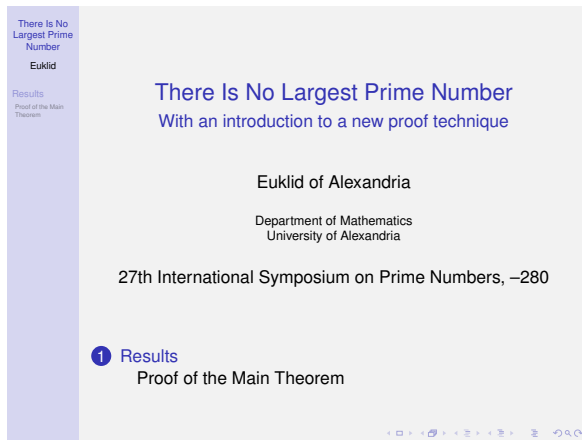 There Is No
Largest Prime
Number
Euklid
Results
Proof of the Main
Theorem
There Is No Largest Prime Number
With an introduction to a new proof technique
Euklid of Alexandria
Department of Mathematics
University of Alexandria
27th International Symposium on Prime Numbers, –280
1 Results
Proof of the Main Theorem